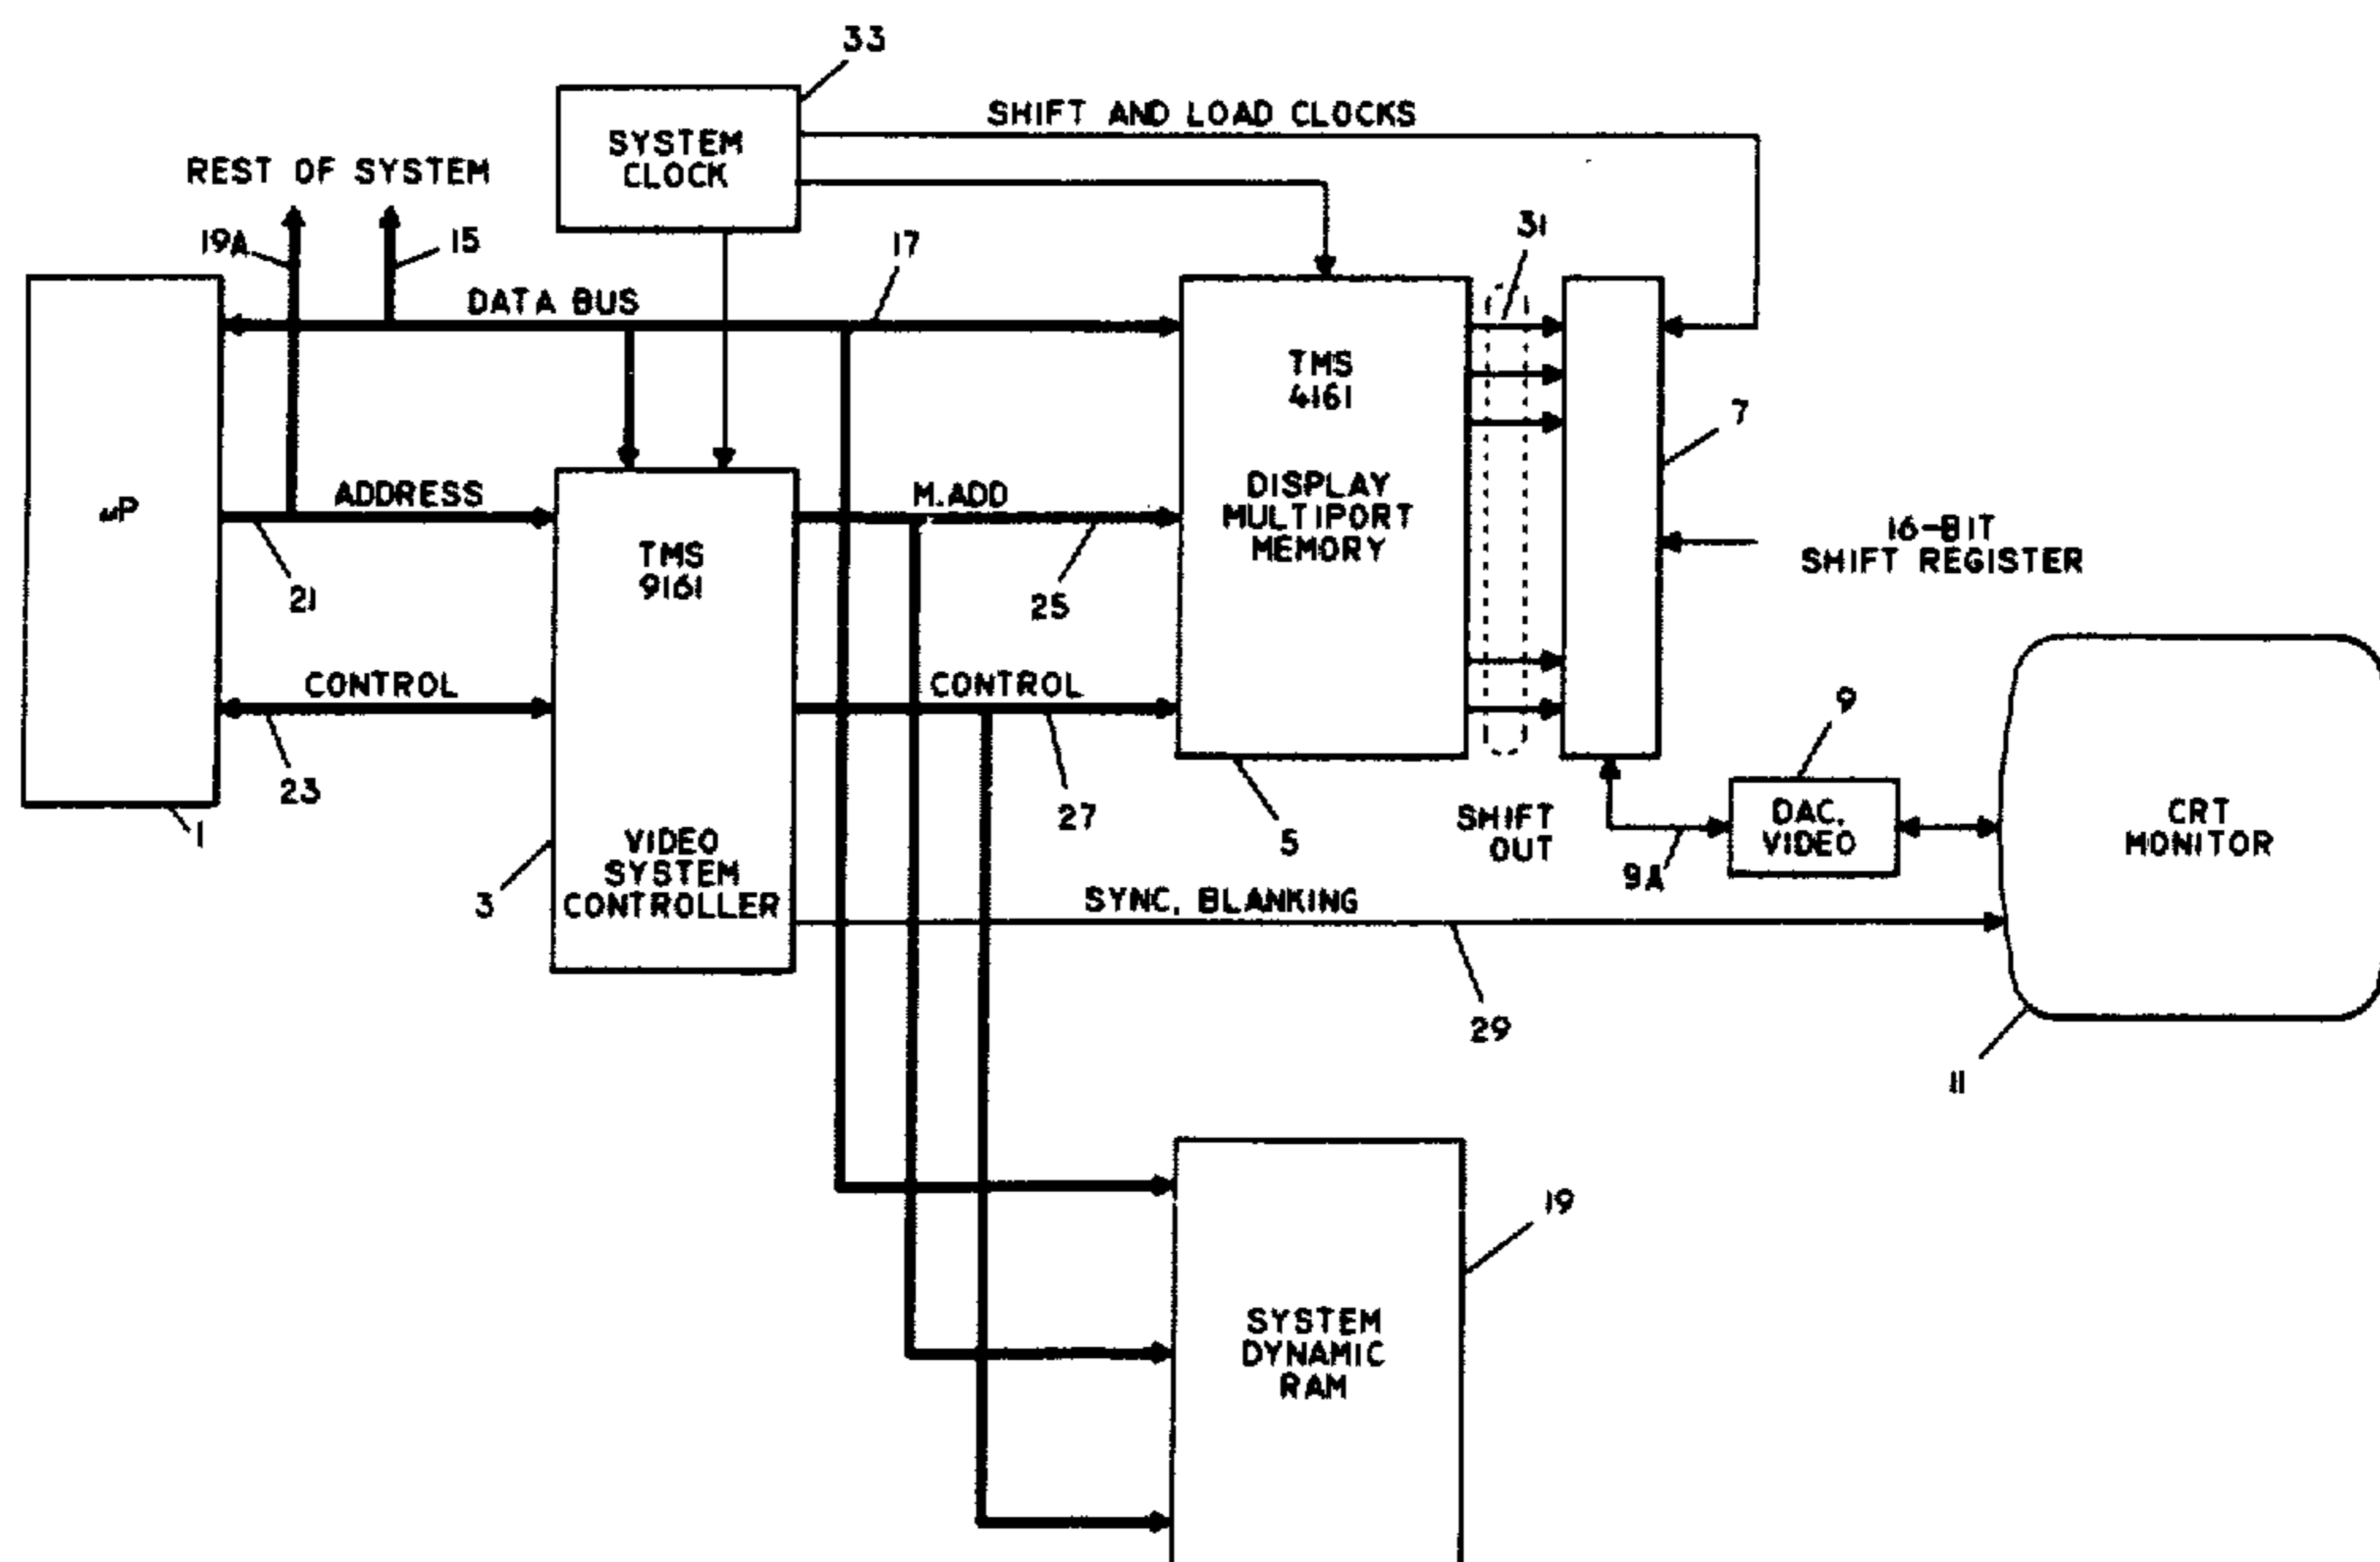 33
SHIFT AND LOAD CLOCKS
SYSTEM
CLOCK
REST OF SYSTEM
19A
15
17
31
DATA BUS
TMS
4161
7
ADDRESS
M.ADD
DISPLAY
MULTIPORT
MEMORY
µP
16-BIT
SHIFT REGISTER
TMS
9161
21
25
CONTROL
CONTROL
9
23
27
5
SHIFT
OUT
DAC,
VIDEO
CRT
MONITOR
1
VIDEO
SYSTEM
CONTROLLER
3
9A
SYNC, BLANKING
29
11
19
SYSTEM
DYNAMIC
RAM